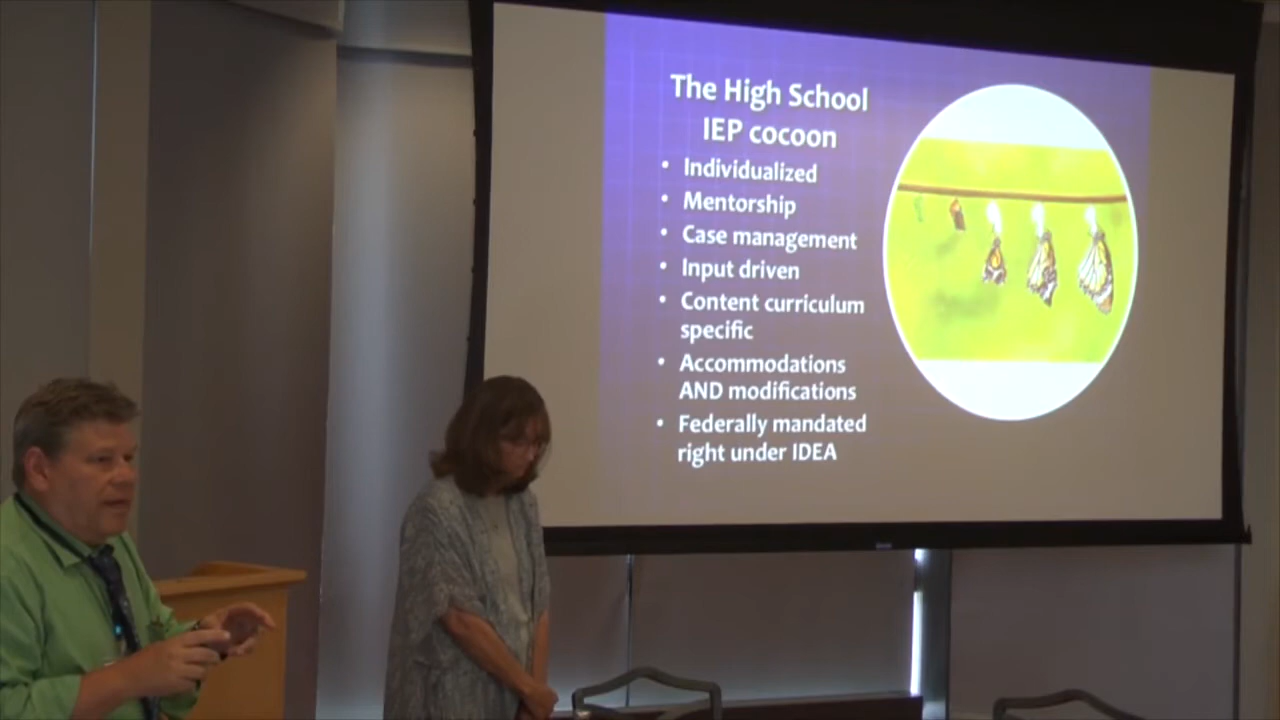 The High School
IEP cocoon
• Individualized
• Mentorship
• Case management
• Input driven
• Content curriculum
specific
• Accommodations
AND modifications
• Federally mandated
right under IDEA